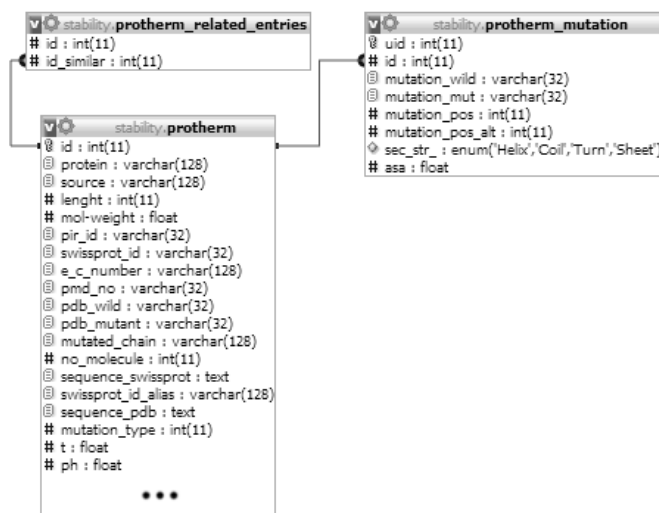 stability.protherm_related_entries
# id : int(11)
# id_similar : int(11)
stability.protherm_mutation
uid : int(11)
# id : int(11)
mutation_wild : varchar(32)
mutation_mut : varchar(32)
# mutation_pos : int(11)
# mutation_pos_alt : int(11)
sec_str_ : enum('Helix','Coil','Turn','Sheet')
# asa : float
stability.protherm
id : int(11)
protein : varchar(128)
source : varchar(128)
# lenght : int(11)
# mol-weight : float
pir_id : varchar(32)
swissprot_id : varchar(32)
e_c_number : varchar(128)
pmd_no : varchar(32)
pdb_wild : varchar(32)
pdb_mutant : varchar(32)
mutated_chain : varchar(128)
# no_molecule : int(11)
sequence_swissprot : text
swissprot_id_alias : varchar(128)
sequence_pdb : text
# mutation_type : int(11)
# t : float
# ph : float
•••